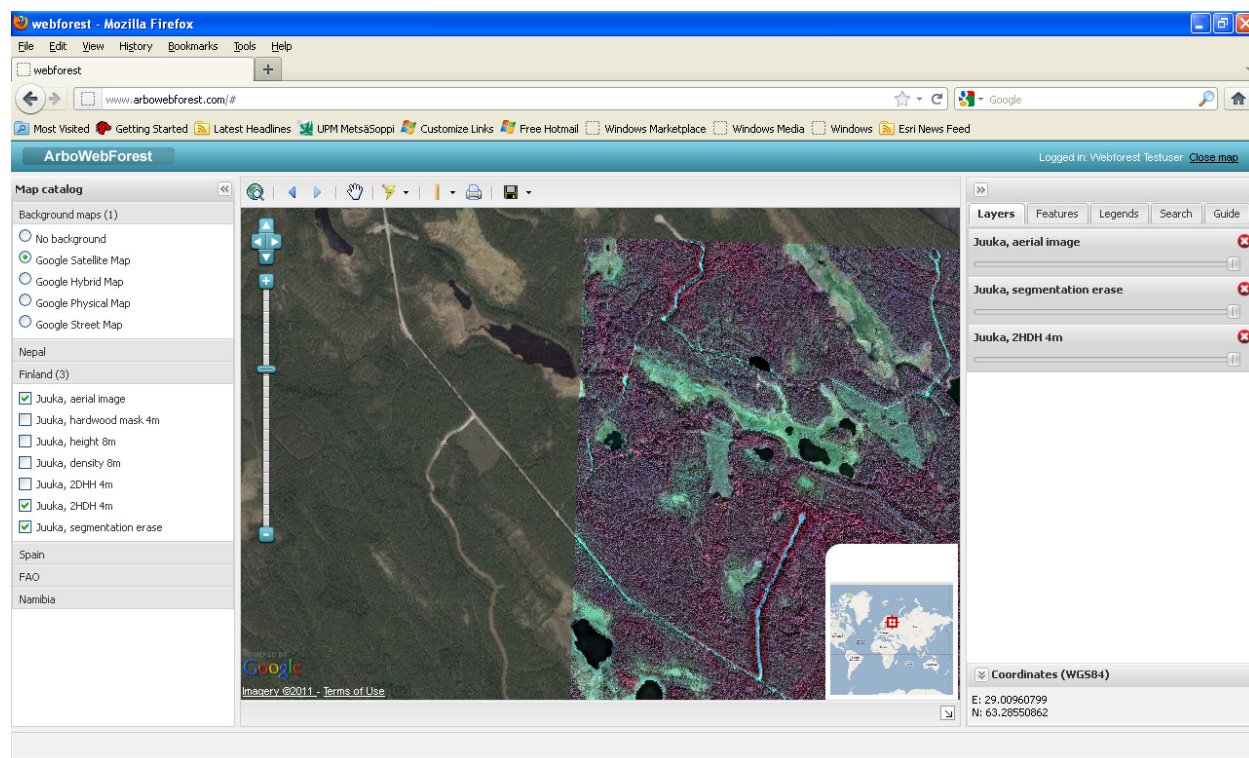 webforest - Mozilla Firefox
File Edit View History Bookmarks Tools Help
webforest
www.arbowebforest.com/#
Google
Most Visited Getting Started Latest Headlines UPM MetsäSoppi Customize Links Free Hotmail Windows Marketplace Windows Media Windows Esri News Feed
ArboWebForest
Logged in: Webforest Testuser Close map
Map catalog
Background maps (1)
No background
Google Satellite Map
Google Hybrid Map
Google Physical Map
Google Street Map
Nepal
Finland (3)
Juuka, aerial image
Juuka, hardwood mask 4m
Juuka, height 8m
Juuka, density 8m
Juuka, 2DHH 4m
Juuka, 2HDH 4m
Juuka, segmentation erase
Spain
FAO
Namibia
POWERED BY
Google
Imagery ©2011 - Terms of Use
Layers Features Legends Search Guide
Juuka, aerial image
Juuka, segmentation erase
Juuka, 2HDH 4m
Coordinates (WGS84)
E: 29.00960799
N: 63.28550862